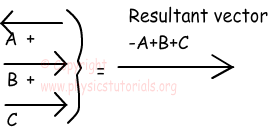 Resultant vector
A +
-A+B+C
B +
=
© copyright
www.physicstutorials.org
C